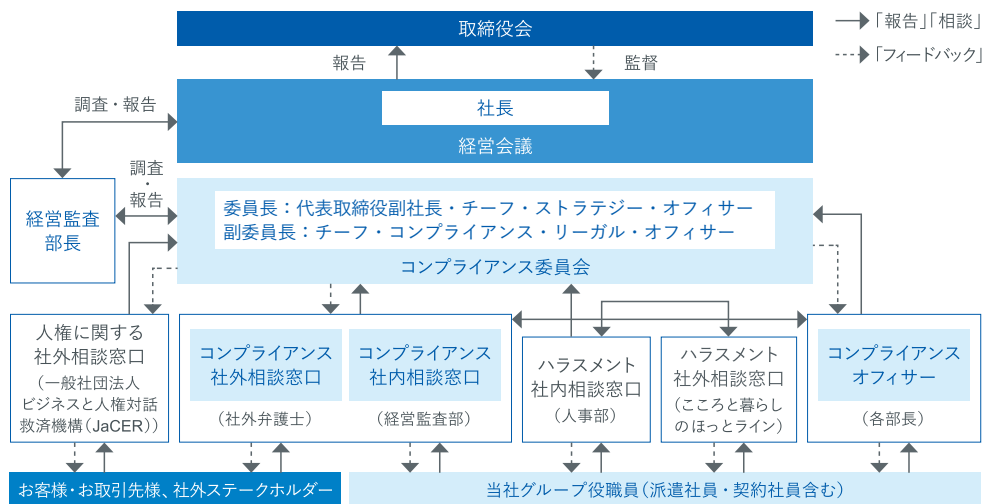 取締役会
「報告」「相談」
「フィードバック」
報告
監督
社長
経営会議
調査・報告
調査
・
報告
経営監査
部長
委員長：代表取締役副社長・チーフ・ストラテジー・オフィサー
副委員長：チーフ・コンプライアンス・リーガル・オフィサー
コンプライアンス委員会
人権に関する
社外相談窓口
（一般社団法人
ビジネスと人権対話
救済機構（JaCER））
コンプライアンス
社外相談窓口
（社外弁護士）
コンプライアンス
社内相談窓口
（経営監査部）
ハラスメント
社内相談窓口
（人事部）
ハラスメント
社外相談窓口
（こころと暮らし
のほっとライン）
コンプライアンス
オフィサー
（各部長）
お客様・お取引先様、社外ステークホルダー
当社グループ役職員（派遣社員・契約社員含む）